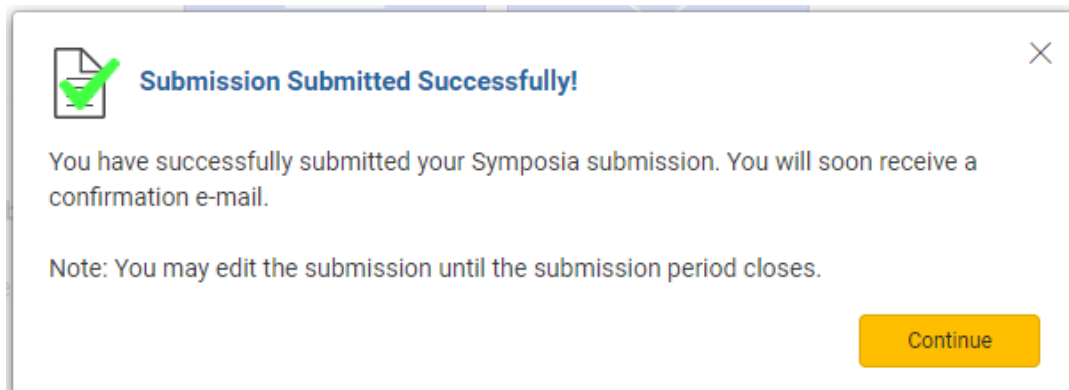 Submission Submitted Successfully!
You have successfully submitted your Symposia submission. You will soon receive a
confirmation e-mail.
Note: You may edit the submission until the submission period closes.
Continue